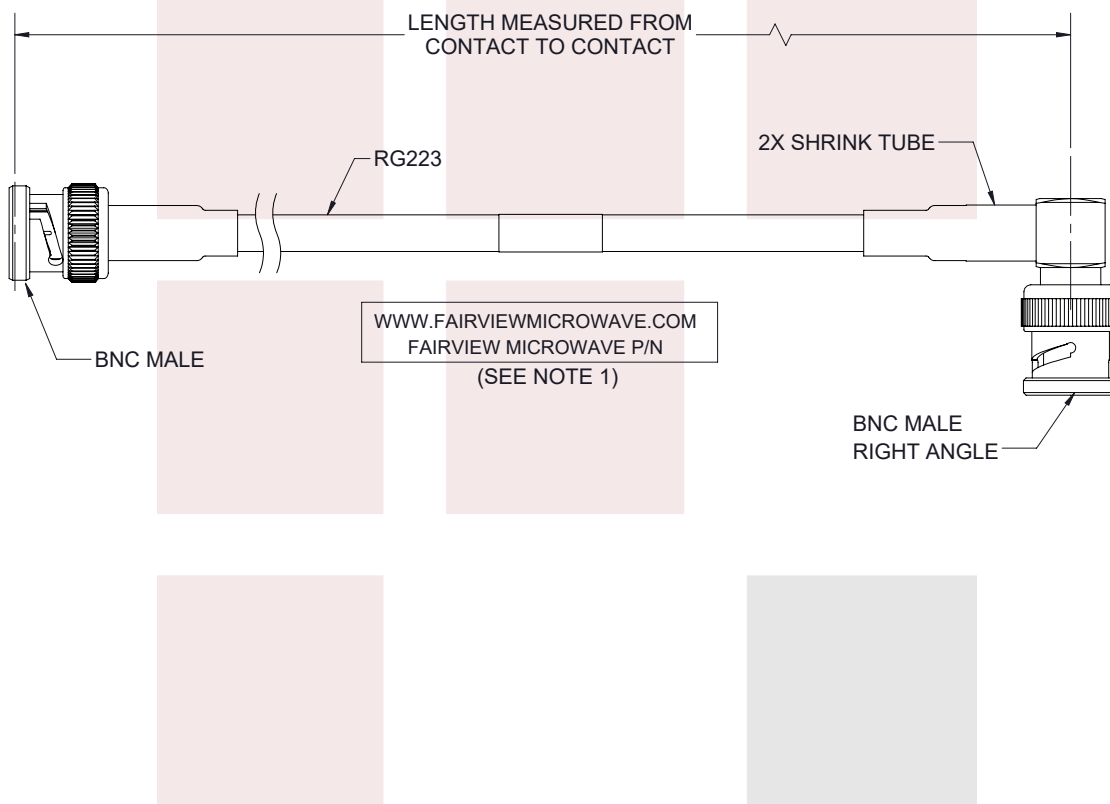 LENGTH MEASURED FROM
CONTACT TO CONTACT
2X SHRINK TUBE
RG223
WWW.FAIRVIEWMICROWAVE.COM
FAIRVIEW MICROWAVE P/N
(SEE NOTE 1)
BNC MALE
BNC MALE
RIGHT ANGLE